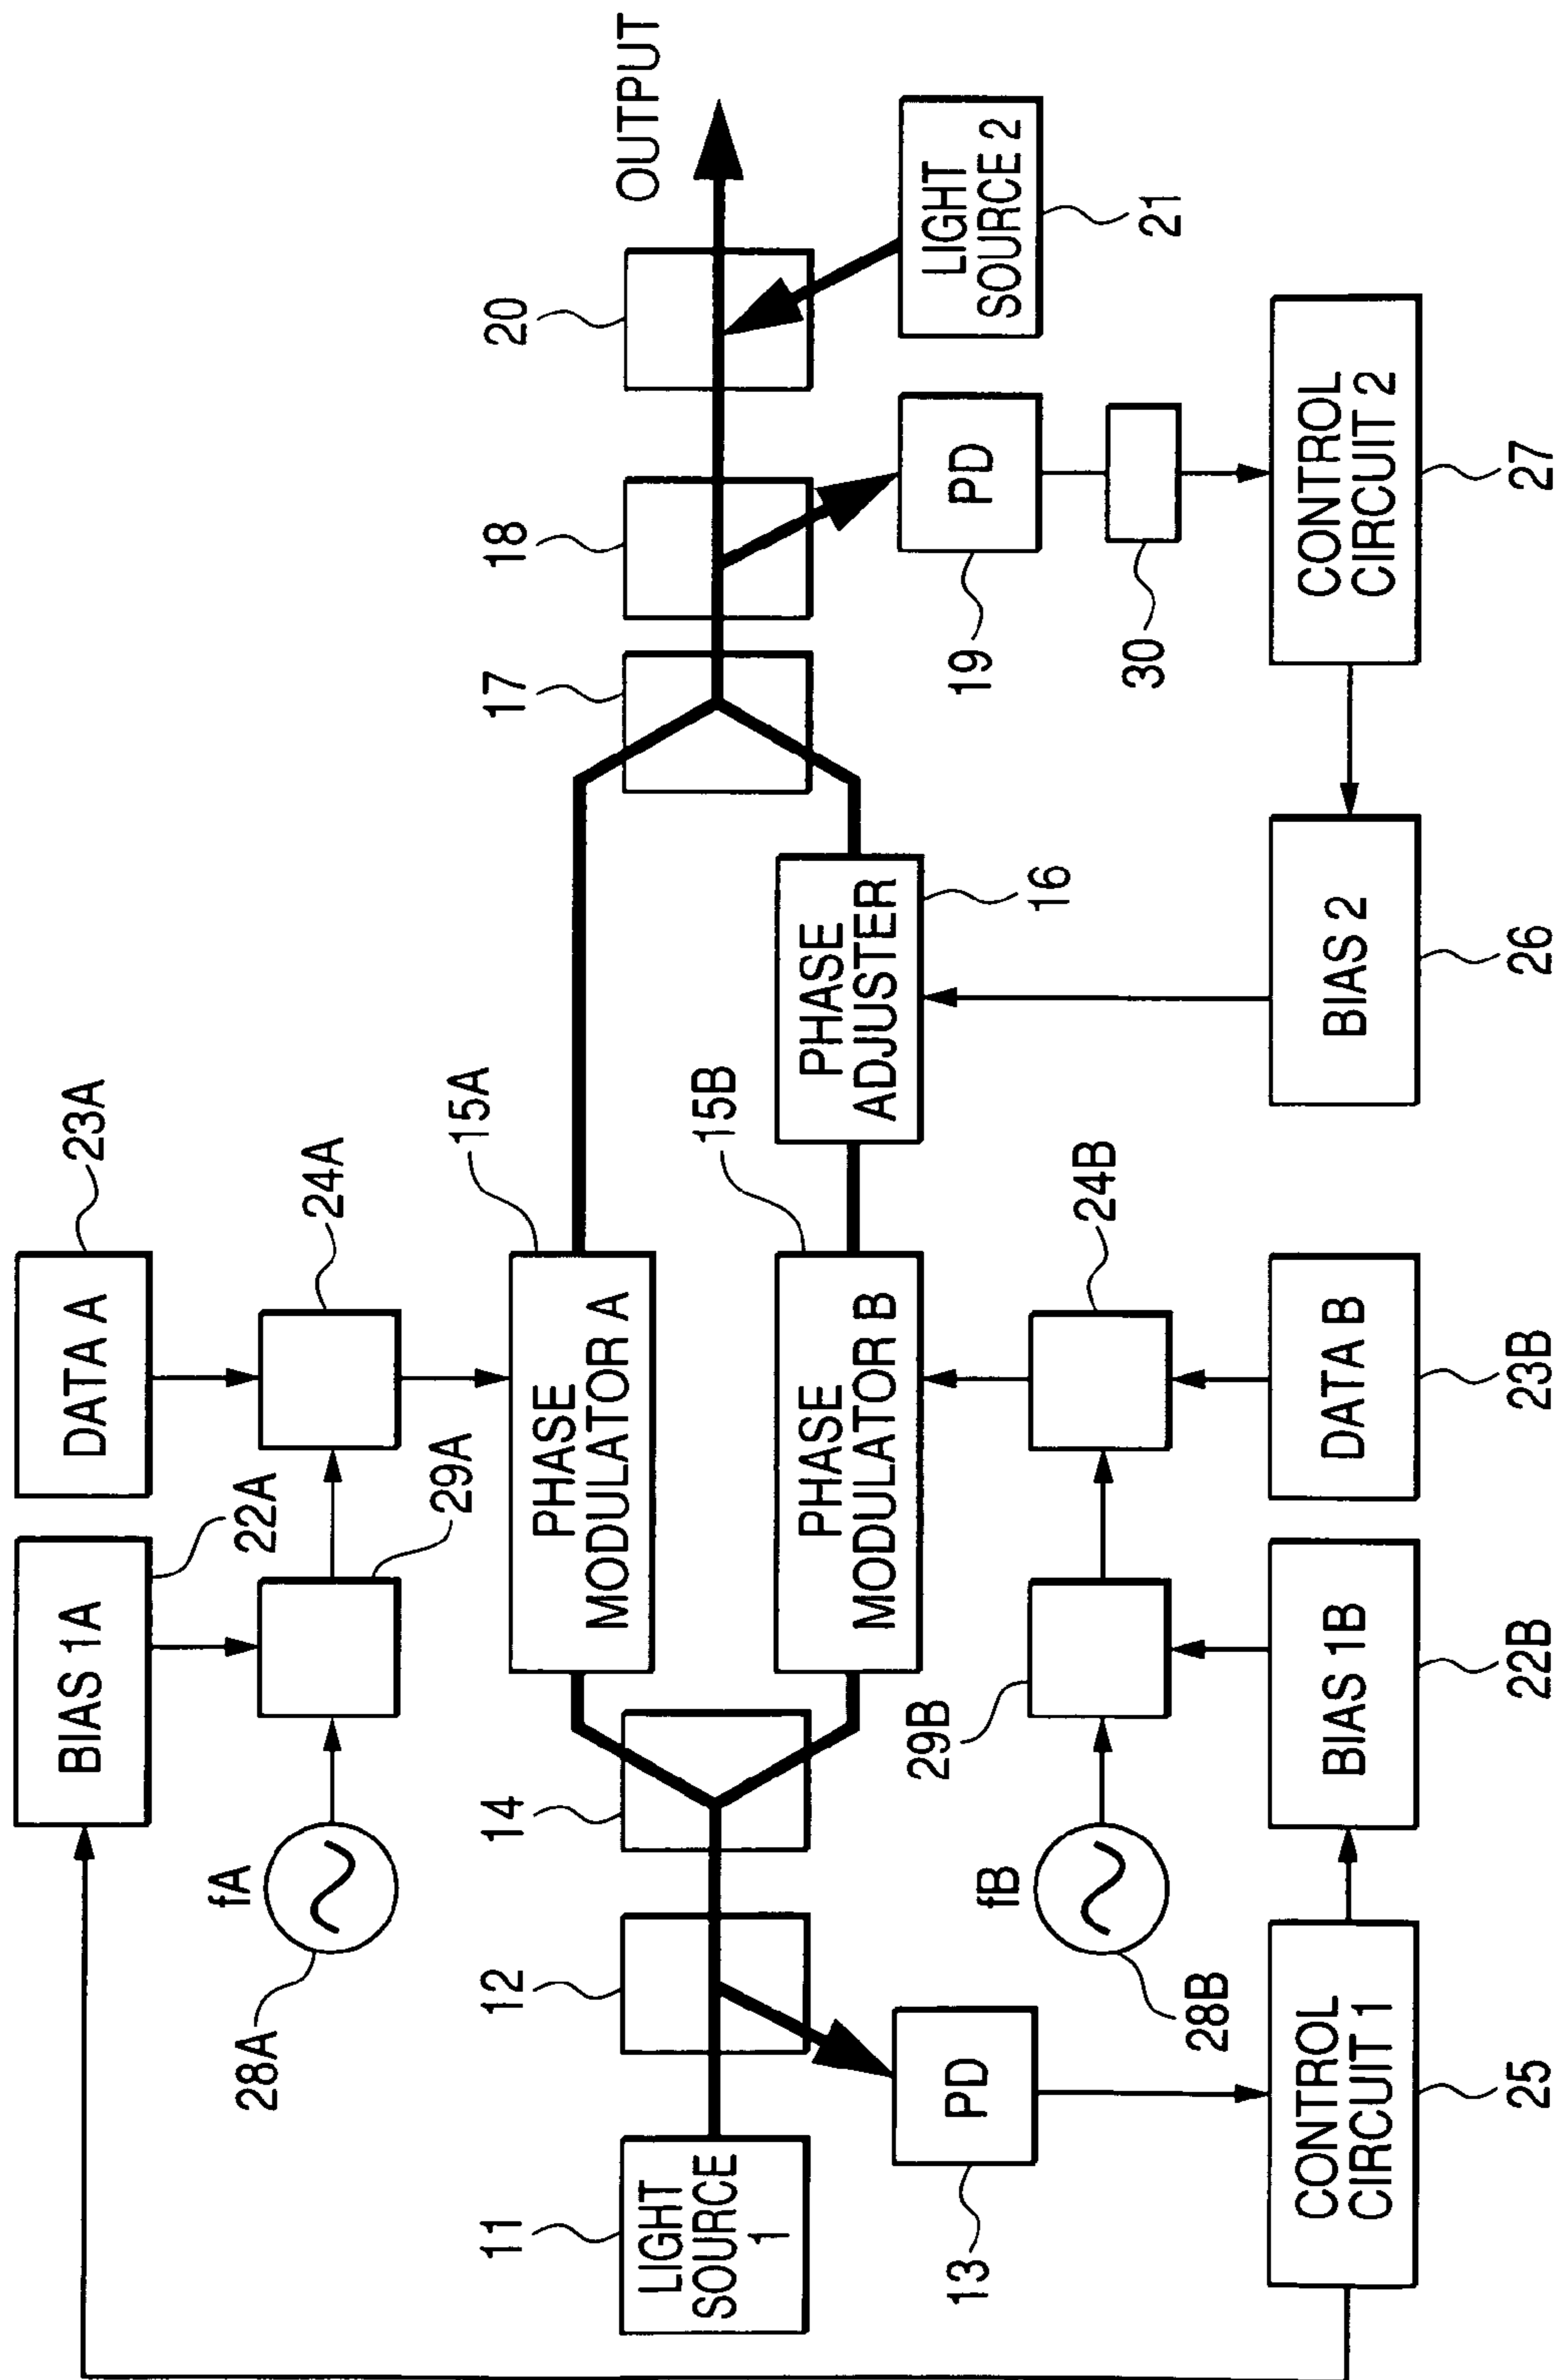 BIAS 1A
22A
DATA A
23A
fA
28A
29A
24A
11
LIGHT
SOURCE
1
12
14
PHASE
MODULATOR A
15A
17
18
20
OUTPUT
PHASE
MODULATOR B
15B
PHASE
ADJUSTER
16
PD
13
PD
19
LIGHT
SOURCE 2
21
fB
28B
29B
24B
30
CONTROL
CIRCUIT 1
25
BIAS 1B
22B
DATA B
23B
BIAS 2
26
CONTROL
CIRCUIT 2
27